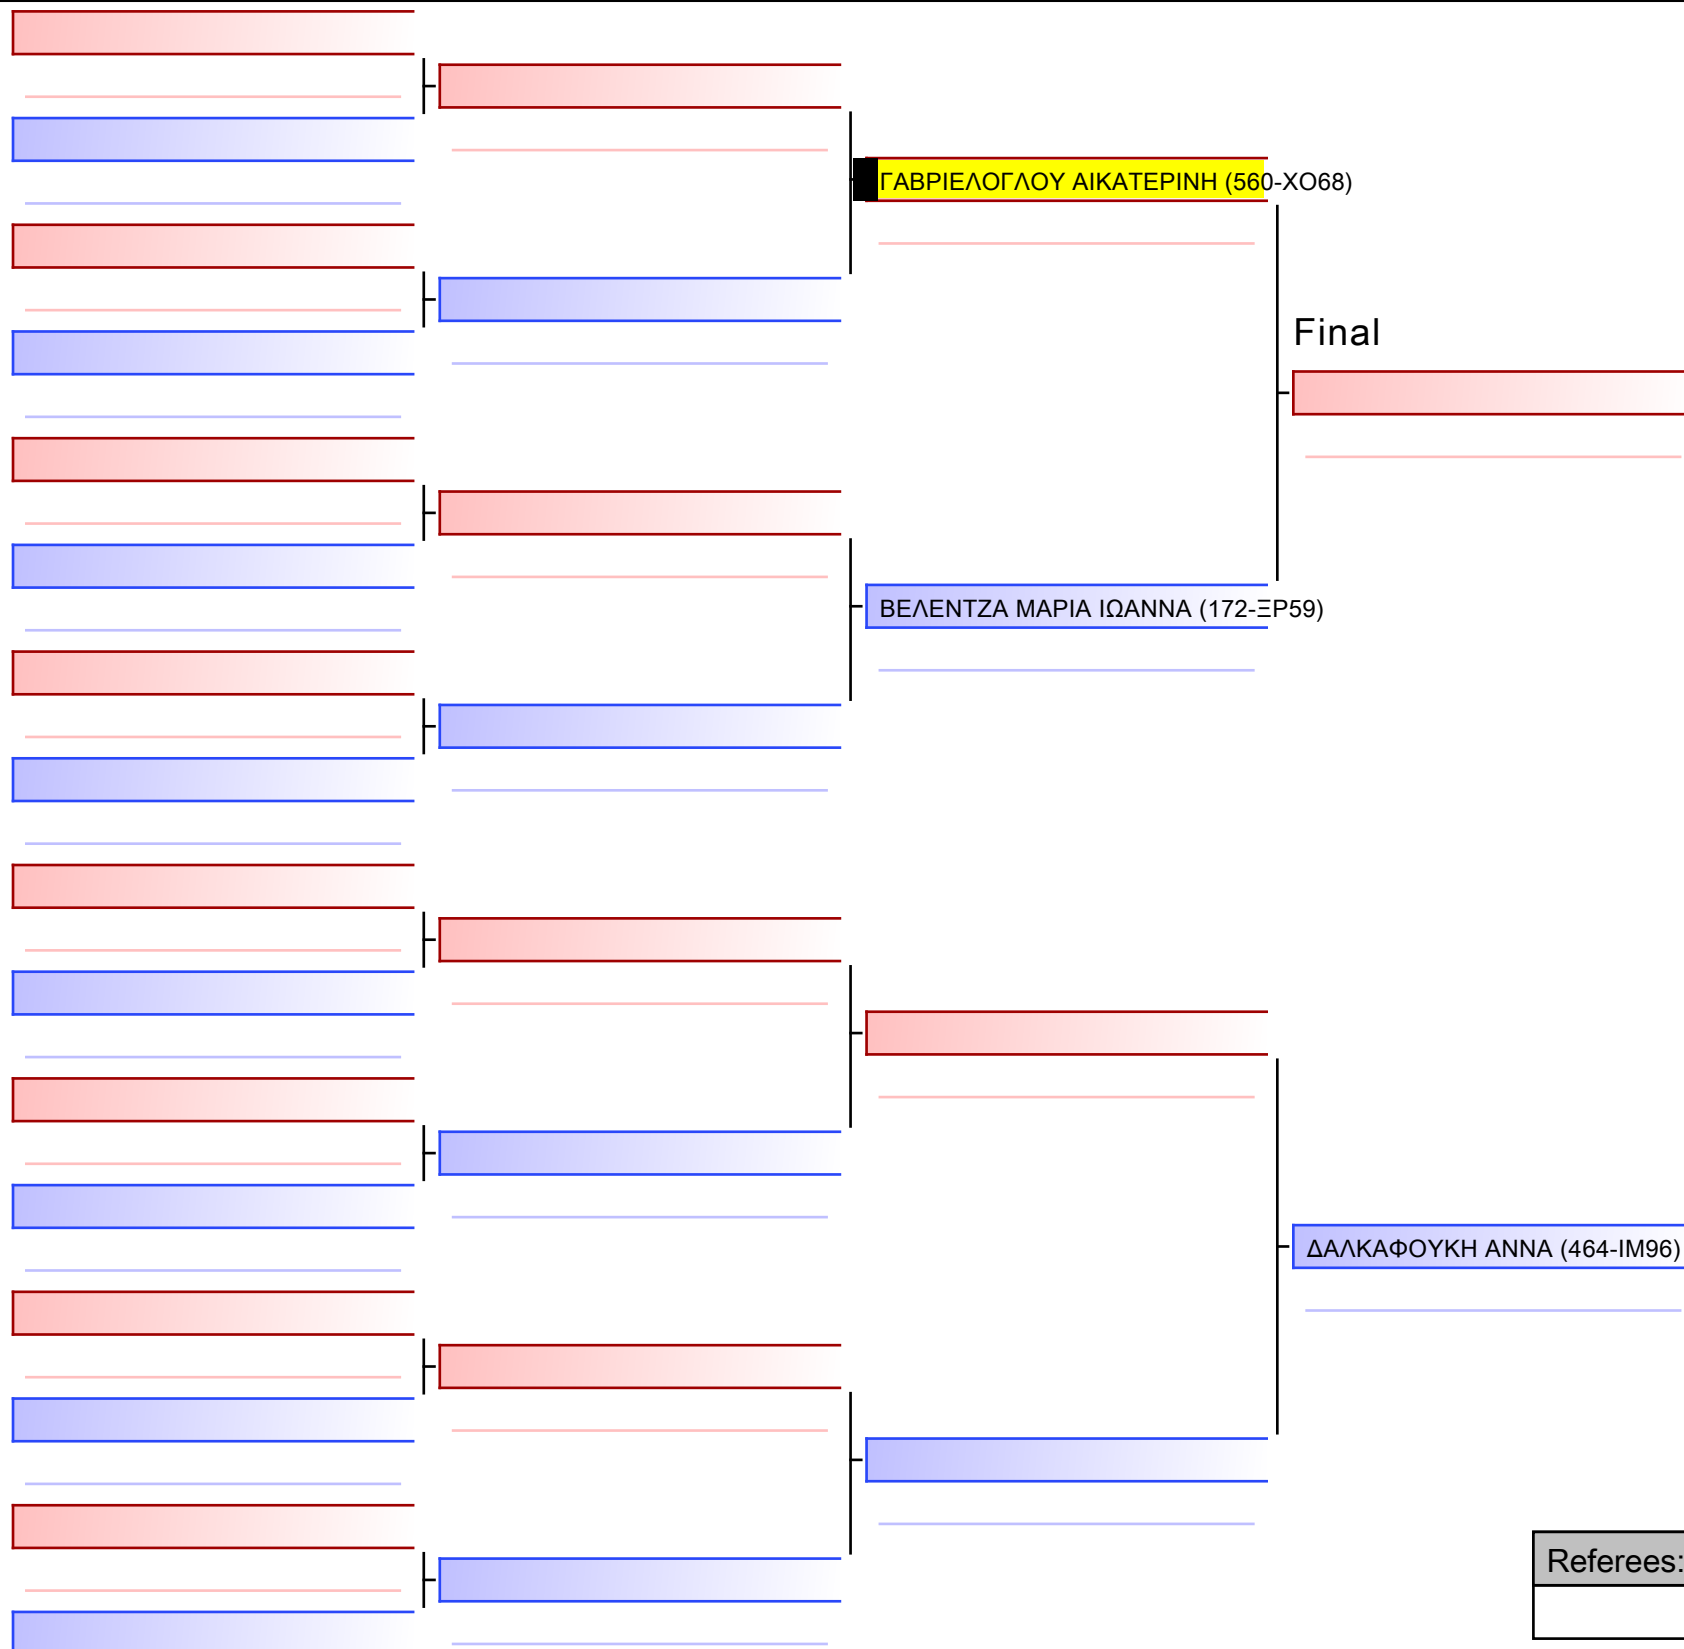 ΓΑΒΡΙΕΛΟΓΛΟΥ ΑΙΚΑΤΕΡΙΝΗ (560-ΧΟ68)
Final
ΒΕΛΕΝΤΖΑ ΜΑΡΙΑ ΙΩΑΝΝΑ (172-ΞΡ59)
ΔΑΛΚΑΦΟΥΚΗ ΑΝΝΑ (464-ΙΜ96)
Referees: